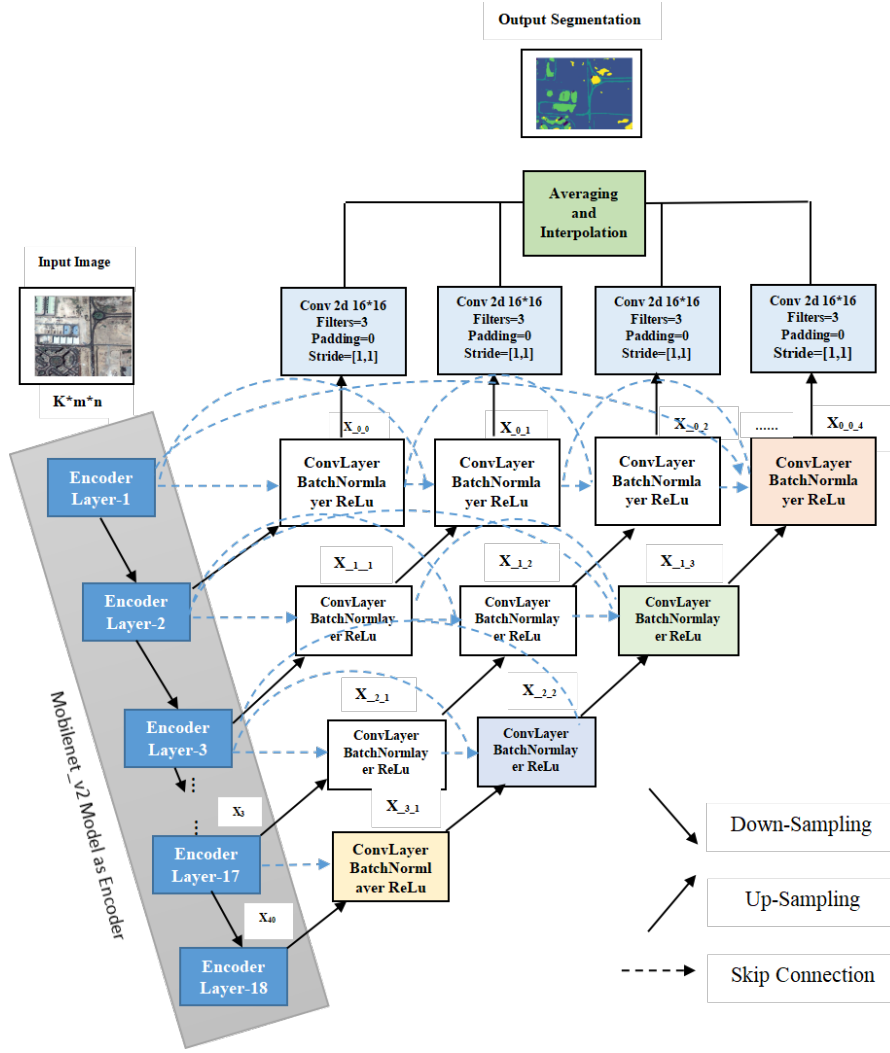 Output Segmentation
Averaging
and
Interpolation
Input Image
K*m*n
Conv 2d 16*16
Filters=3
Padding=0
Stride=[1,1]
Conv 2d 16*16
Filters=3
Padding=0
Stride=[1,1]
Conv 2d 16*16
Filters=3
Padding=0
Stride=[1,1]
Conv 2d 16*16
Filters=3
Padding=0
Stride=[1,1]
X_0_0
X_0_1
X_0_2
......
X_0_0_4
Encoder
Layer-1
ConvLayer
BatchNormla
yer ReLu
ConvLayer
BatchNormla
yer ReLu
ConvLayer
BatchNormla
yer ReLu
ConvLayer
BatchNormla
yer ReLu
X_1_1
X_1_2
X_1_3
Encoder
Layer-2
ConvLayer
BatchNormlay
er ReLu
ConvLayer
BatchNormlay
er ReLu
ConvLayer
BatchNormlay
er ReLu
X_2_1
X_2_2
Encoder
Layer-3
ConvLayer
BatchNormlay
er ReLu
ConvLayer
BatchNormlay
er ReLu
X3
X_3_1
Encoder
Layer-17
ConvLayer
BatchNorml
aver ReLu
X40
Encoder
Layer-18
Mobilenet_v2 Model as Encoder
Down-Sampling
Up-Sampling
Skip Connection